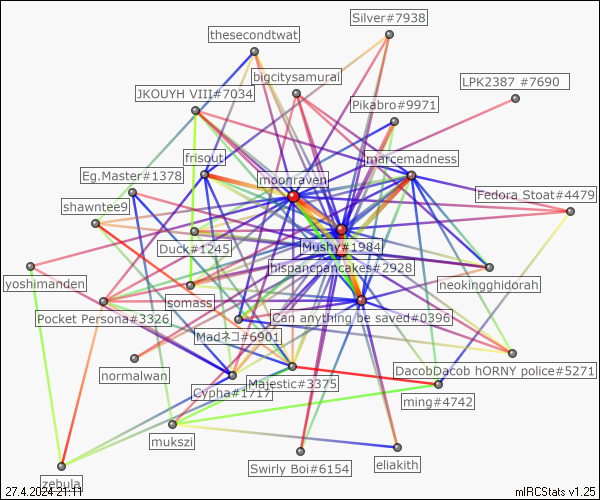 Silver#7938
thesecondtwat
bigcitysamurai
LPK2387 #7690
JKOUYH VIII#7034
Pikabro#9971
frisout
marcemadness
Eg.Master#1378
moonraven
Fedora Stoat#4479
shawntee9
Duck#1245
Mushy#1984
hispancpancakes#2928
yoshimanden
somass
neokingghidorah
Pocket Persona#3326
Can anything be saved#0396
Madネコ#6901
normalwan
DacobDacob hORNY police#5271
Cypha#1717
Majestic#3375
ming#4742
mukszi
Swirly Boi#6154
eliakith
zebula
27.4.2024 21:11
mIRCStats v1.25